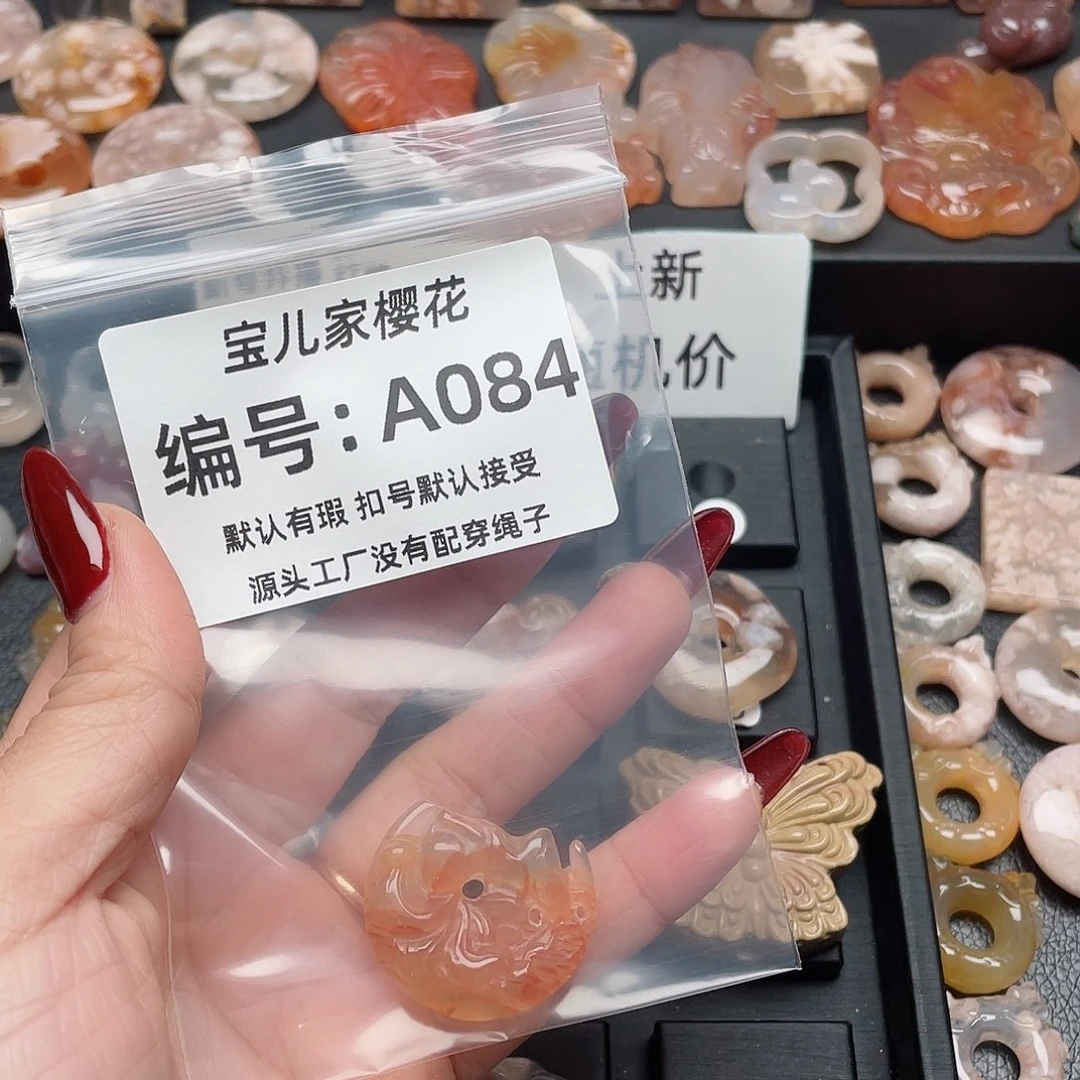 宝儿家樱花
编号：A084
默认有瑕 扣号默认接受
源头工厂没有配穿绳子
上新
随机价